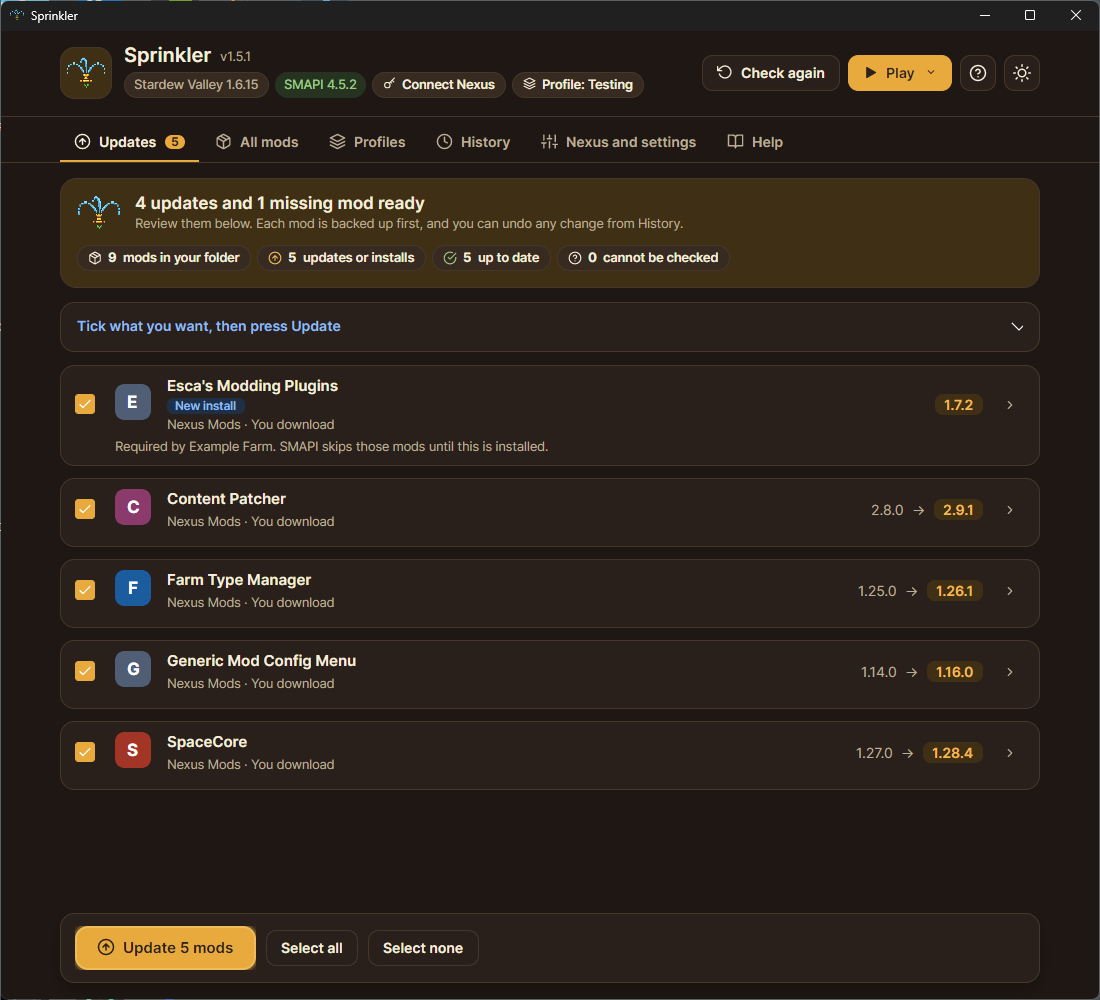 Sprinkler
Sprinkler v1.5.1
Stardew Valley 1.6.15 SMAPI 4.5.2 Connect Nexus Profile: Testing
Check again Play
Updates 5 All mods Profiles History Nexus and settings Help
4 updates and 1 missing mod ready
Review them below. Each mod is backed up first, and you can undo any change from History.
9 mods in your folder 5 updates or installs 5 up to date 0 cannot be checked
Tick what you want, then press Update
E Esca's Modding Plugins
New install
Nexus Mods · You download
1.7.2
Required by Example Farm. SMAPI skips those mods until this is installed.
C Content Patcher
Nexus Mods · You download
2.8.0 → 2.9.1
F Farm Type Manager
Nexus Mods · You download
1.25.0 → 1.26.1
G Generic Mod Config Menu
Nexus Mods · You download
1.14.0 → 1.16.0
S SpaceCore
Nexus Mods · You download
1.27.0 → 1.28.4
Update 5 mods Select all Select none